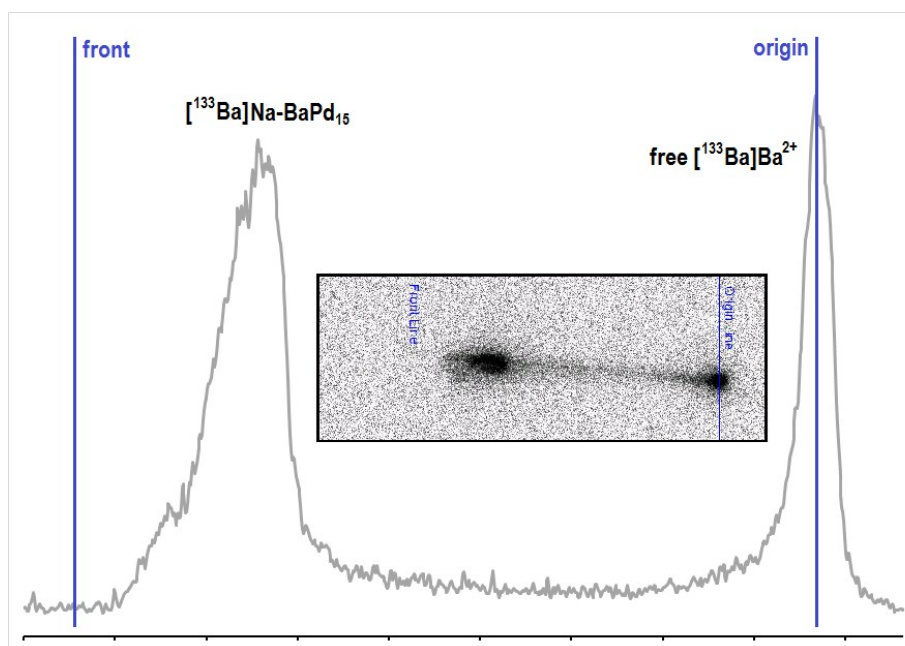 front
origin
[¹³³Ba]Na-BaPd₁₅
free [¹³³Ba]Ba²⁺
Front Line
Origin Line